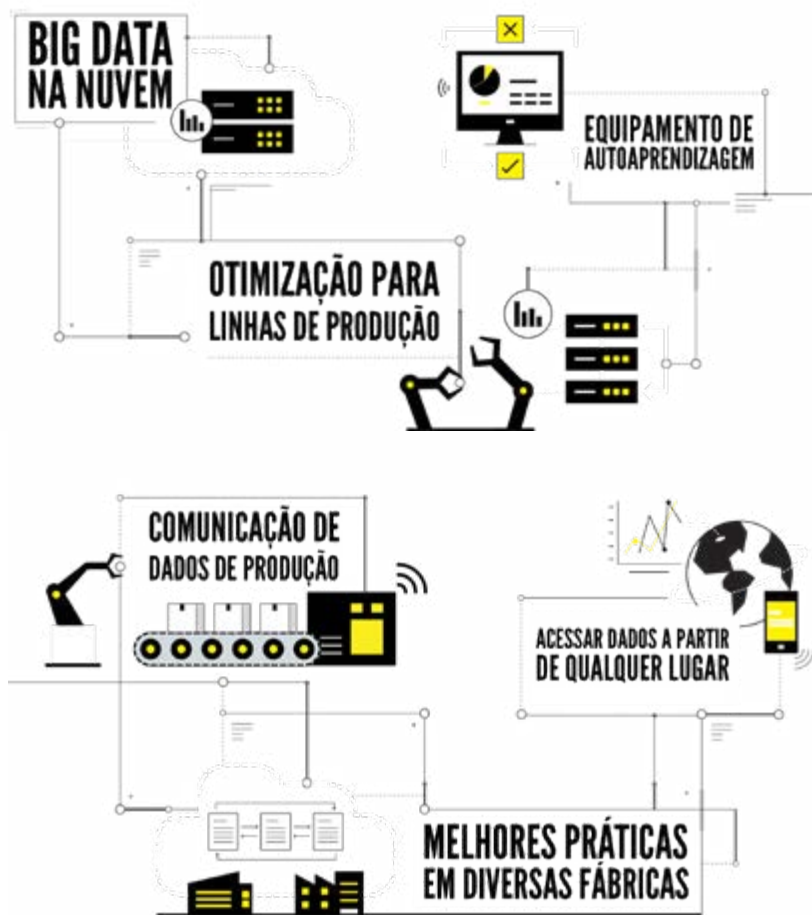 BIG DATA
NA NUVEM
EQUIPAMENTO DE
AUTOAPRENDIZAGEM
OTIMIZAÇÃO PARA
LINHAS DE PRODUÇÃO
COMUNICAÇÃO DE
DADOS DE PRODUÇÃO
ACESSAR DADOS A PARTIR
DE QUALQUER LUGAR
MELHORES PRÁTICAS
EM DIVERSAS FÁBRICAS